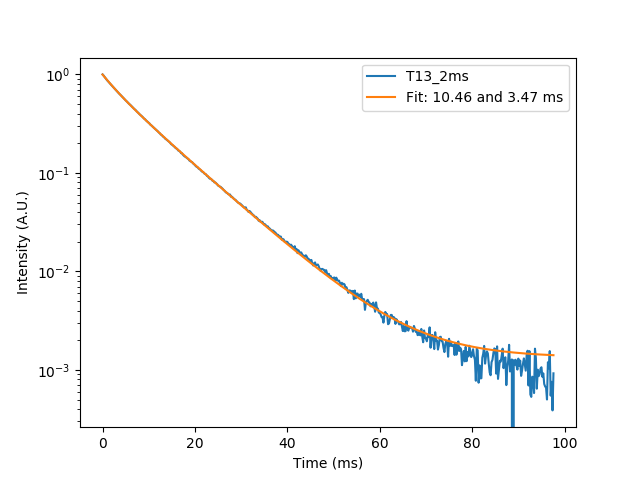 T13_2ms
Fit: 10.46 and 3.47 ms
10⁰
10⁻¹
10⁻²
10⁻³
Intensity (A.U.)
0 20 40 60 80 100
Time (ms)